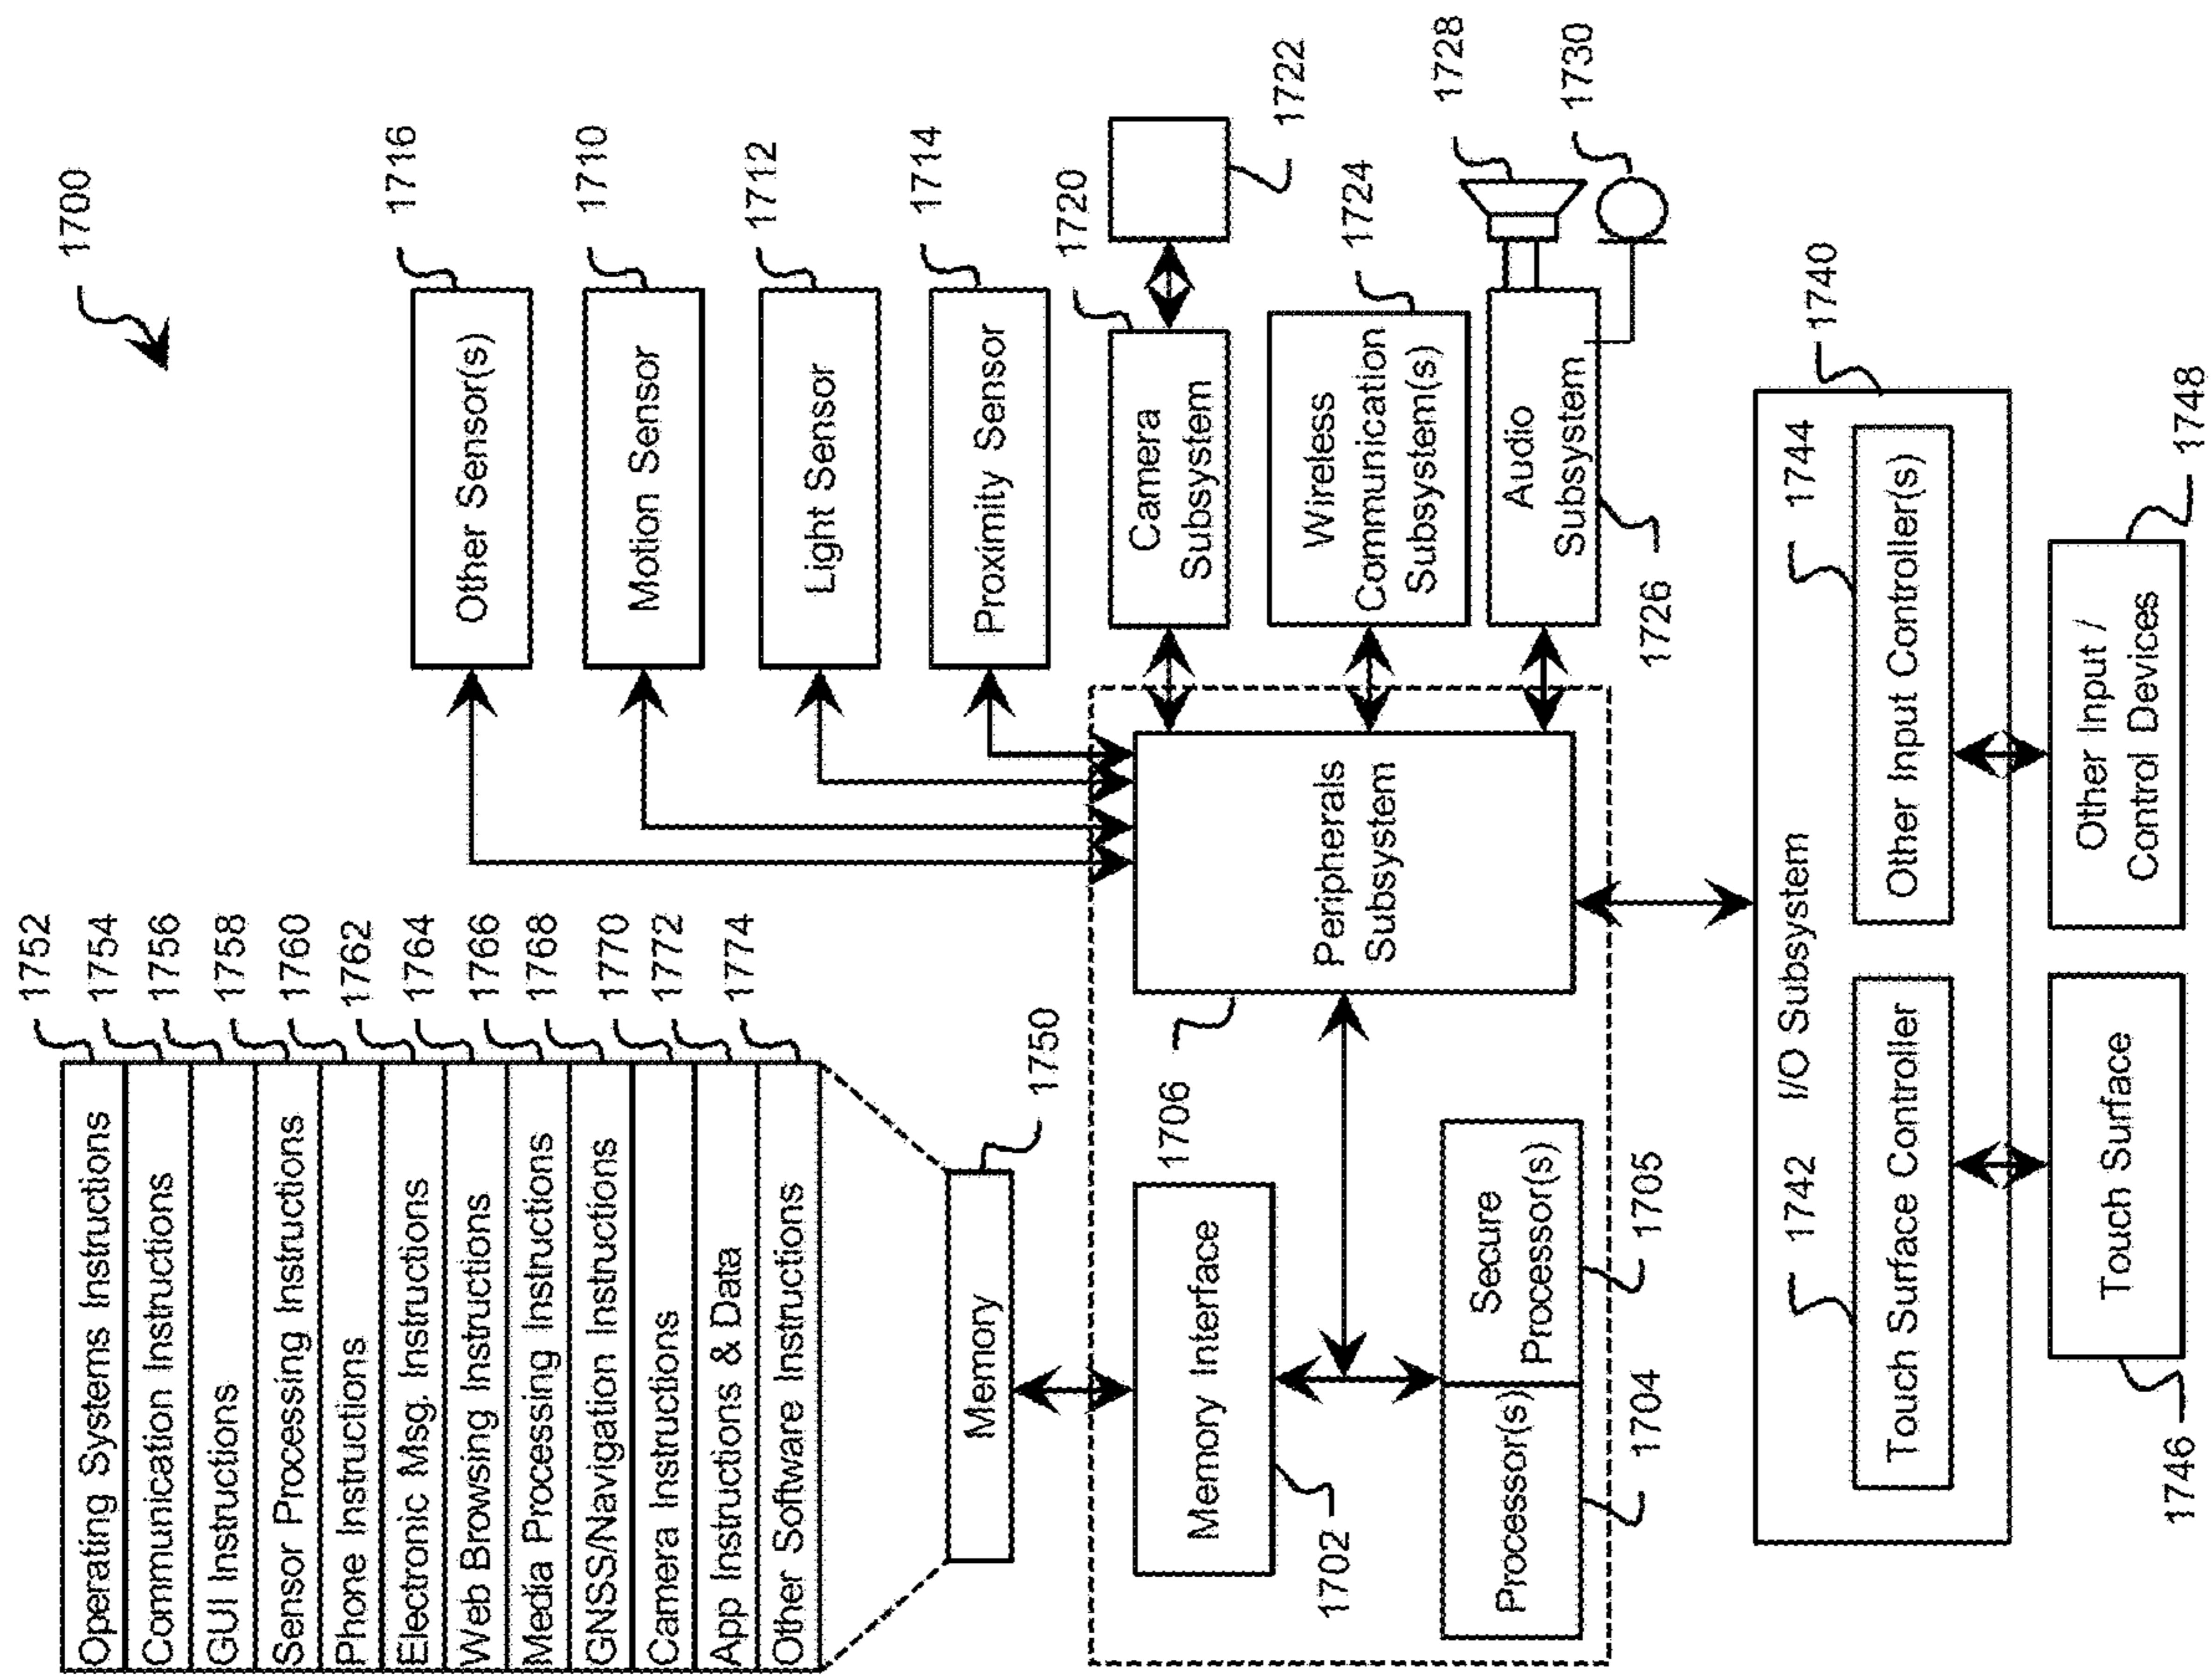 1700
Operating Systems Instructions
1752
Communication Instructions
1754
GUI Instructions
1756
Sensor Processing Instructions
1758
Phone Instructions
1760
Electronic Msg. Instructions
1762
Web Browsing Instructions
1764
Media Processing Instructions
1766
GNSS/Navigation Instructions
1768
Camera Instructions
1770
App Instructions & Data
1772
Other Software Instructions
1774
Memory
1750
Other Sensor(s)
1716
Motion Sensor
1710
Light Sensor
1712
Proximity Sensor
1714
Camera
Subsystem
1720
1722
Wireless
Communication
Subsystem(s)
1724
Audio
Subsystem
1726
1728
1730
Memory Interface
1702
Processor(s)
1704
Secure
Processor(s)
1705
Peripherals
Subsystem
1706
I/O Subsystem
1740
Touch Surface Controller
1742
Other Input Controller(s)
1744
Touch Surface
1746
Other Input /
Control Devices
1748